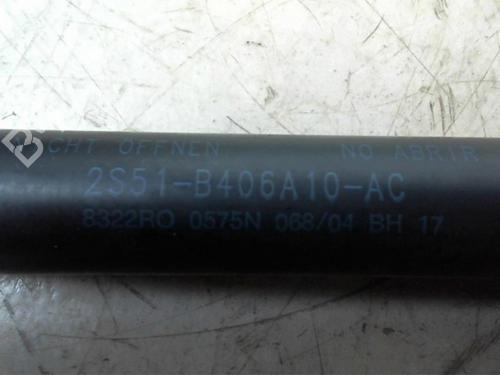 CHT OFFNEN NO ABRIR
2S51-B406A10-AC
8322RO 0575N 068/04 BH 17